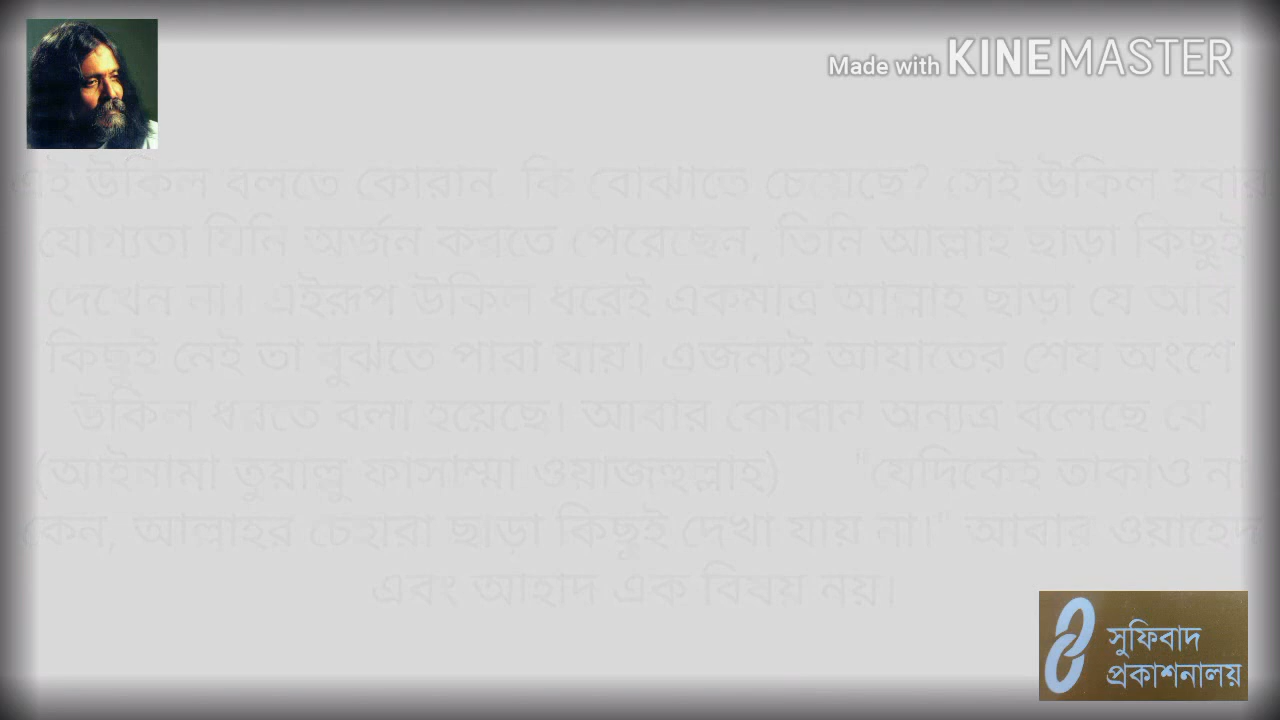 Made with KINEMASTER
এই উকিল বলতে কোরান কি বোঝাতে চেয়েছে? সেই উকিল হবার
যোগ্যতা যিনি অর্জন করতে পেরেছেন, তিনি আল্লাহ ছাড়া কিছুই
দেখেন না। এইরূপ উকিল ধরেই একমাত্র আল্লাহ ছাড়া যে আর
কিছুই নেই তা বুঝতে পারা যায়। এজন্যই আয়াতের শেষ অংশে
উকিল ধরতে বলা হয়েছে। আবার কোরান অন্যত্র বলেছে যে
(আইনামা তুয়াল্লু ফাসাম্মা ওয়াজহুল্লাহ) "যেদিকেই তাকাও না
কেন, আল্লাহর চেহারা ছাড়া কিছুই দেখা যায় না।" আবার ওয়াহেদ
এবং আহাদ এক বিষয় নয়।
সুফিবাদ
প্রকাশনালয়